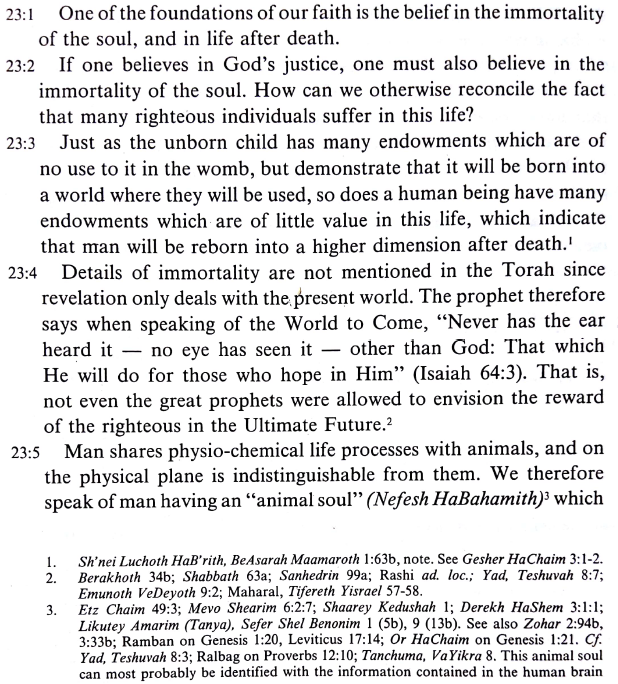 23:1 One of the foundations of our faith is the belief in the immortality
of the soul, and in life after death.
23:2 If one believes in God's justice, one must also believe in the
immortality of the soul. How can we otherwise reconcile the fact
that many righteous individuals suffer in this life?
23:3 Just as the unborn child has many endowments which are of
no use to it in the womb, but demonstrate that it will be born into
a world where they will be used, so does a human being have many
endowments which are of little value in this life, which indicate
that man will be reborn into a higher dimension after death.¹
23:4 Details of immortality are not mentioned in the Torah since
revelation only deals with the present world. The prophet therefore
says when speaking of the World to Come, “Never has the ear
heard it — no eye has seen it — other than God: That which
He will do for those who hope in Him” (Isaiah 64:3). That is,
not even the great prophets were allowed to envision the reward
of the righteous in the Ultimate Future.²
23:5 Man shares physio-chemical life processes with animals, and on
the physical plane is indistinguishable from them. We therefore
speak of man having an “animal soul” (Nefesh HaBahamith)³ which
1. Sh'nei Luchoth HaB'rith, BeAsarah Maamaroth 1:63b, note. See Gesher HaChaim 3:1-2.
2. Berakhoth 34b; Shabbath 63a; Sanhedrin 99a; Rashi ad. loc.; Yad, Teshuvah 8:7;
Emunoth VeDeyoth 9:2; Maharal, Tifereth Yisrael 57-58.
3. Etz Chaim 49:3; Mevo Shearim 6:2:7; Shaarey Kedushah 1; Derekh HaShem 3:1:1;
Likutey Amarim (Tanya), Sefer Shel Benonim 1 (5b), 9 (13b). See also Zohar 2:94b,
3:33b; Ramban on Genesis 1:20, Leviticus 17:14; Or HaChaim on Genesis 1:21. Cf.
Yad, Teshuvah 8:3; Ralbag on Proverbs 12:10; Tanchuma, VaYikra 8. This animal soul
can most probably be identified with the information contained in the human brain